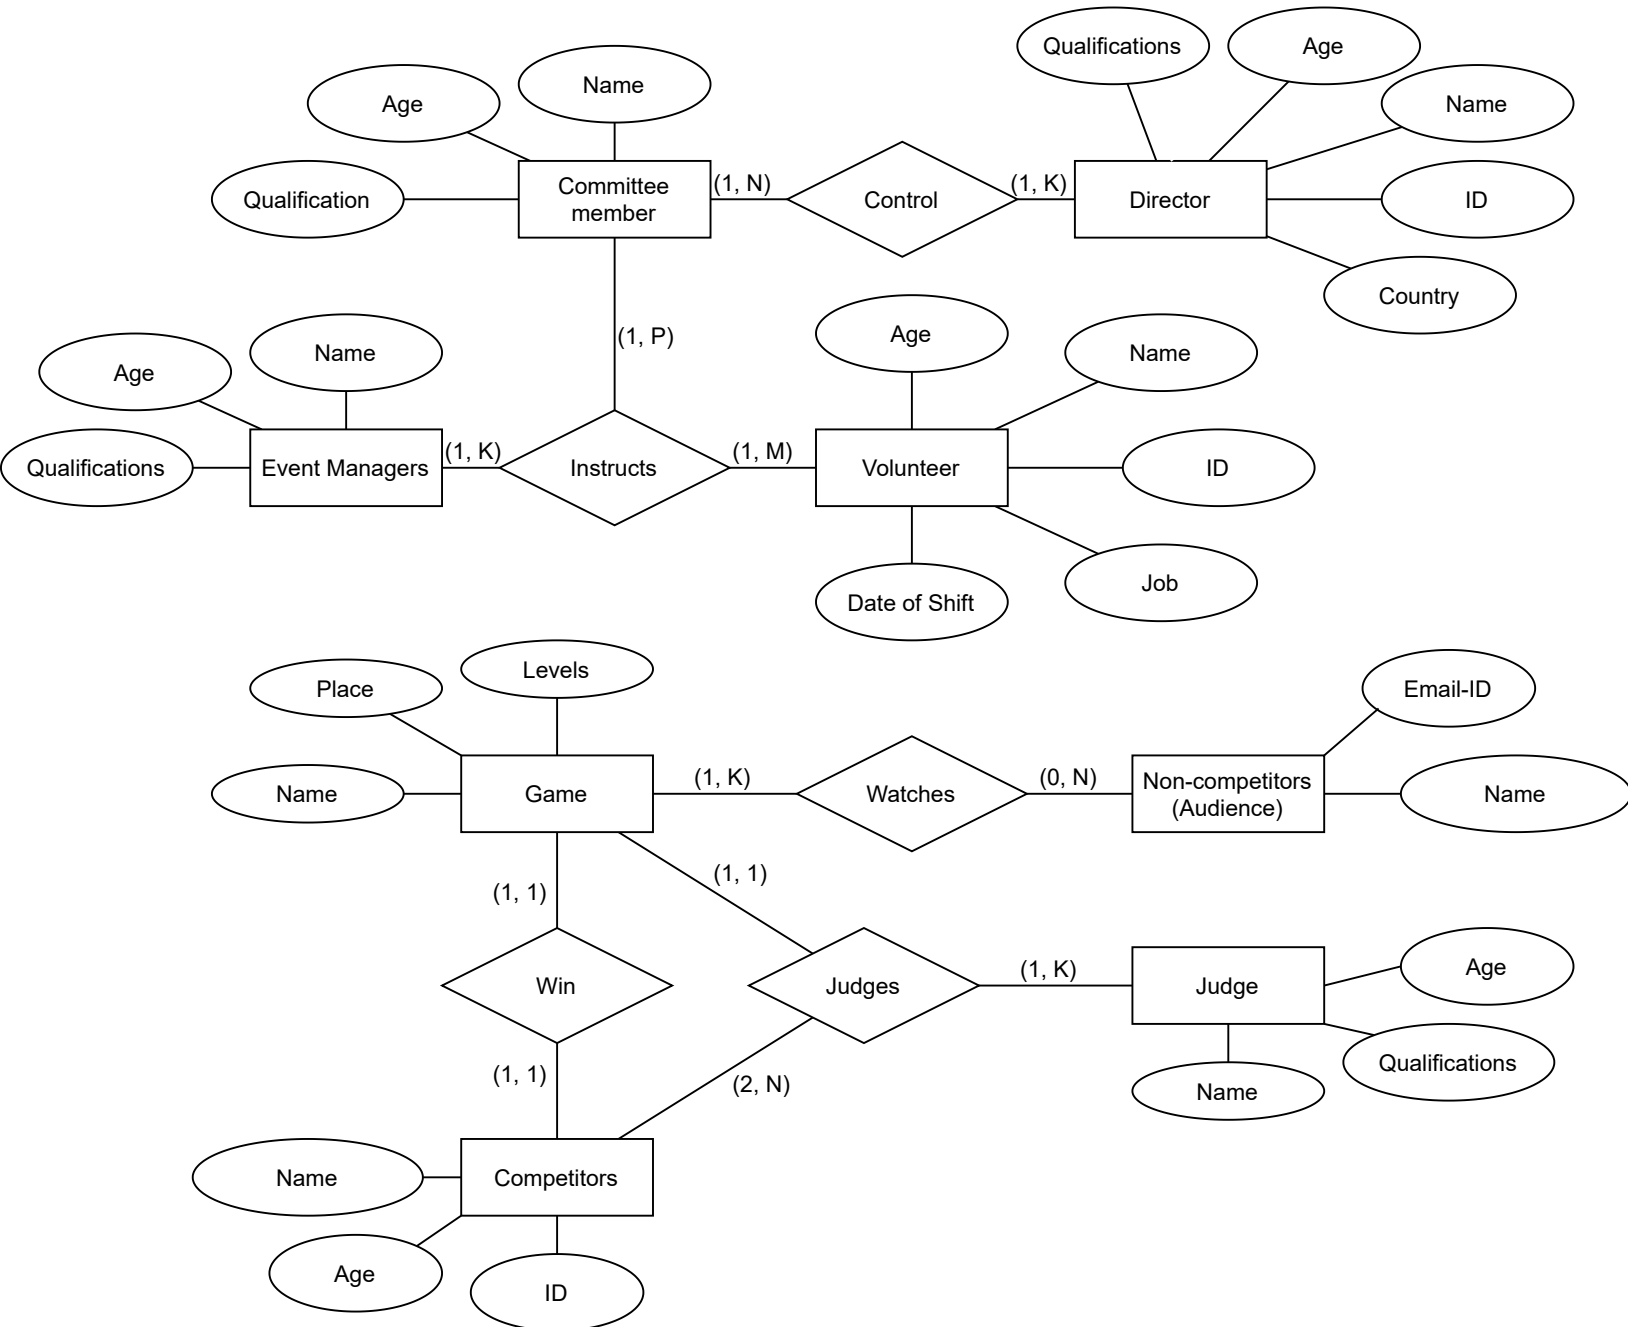 Qualifications
Age
Name
Age
Name
Committee
member
(1, N)
Control
(1, K)
Director
Qualification
ID
Country
(1, P)
Age
Name
Name
Age
Qualifications
Event Managers
(1, K)
Instructs
(1, M)
Volunteer
ID
Job
Date of Shift
Levels
Place
Email-ID
Name
Game
(1, K)
Watches
(0, N)
Non-competitors
(Audience)
Name
(1, 1)
(1, 1)
Win
Judges
(1, K)
Judge
Age
Qualifications
Name
(1, 1)
(2, N)
Name
Competitors
Age
ID